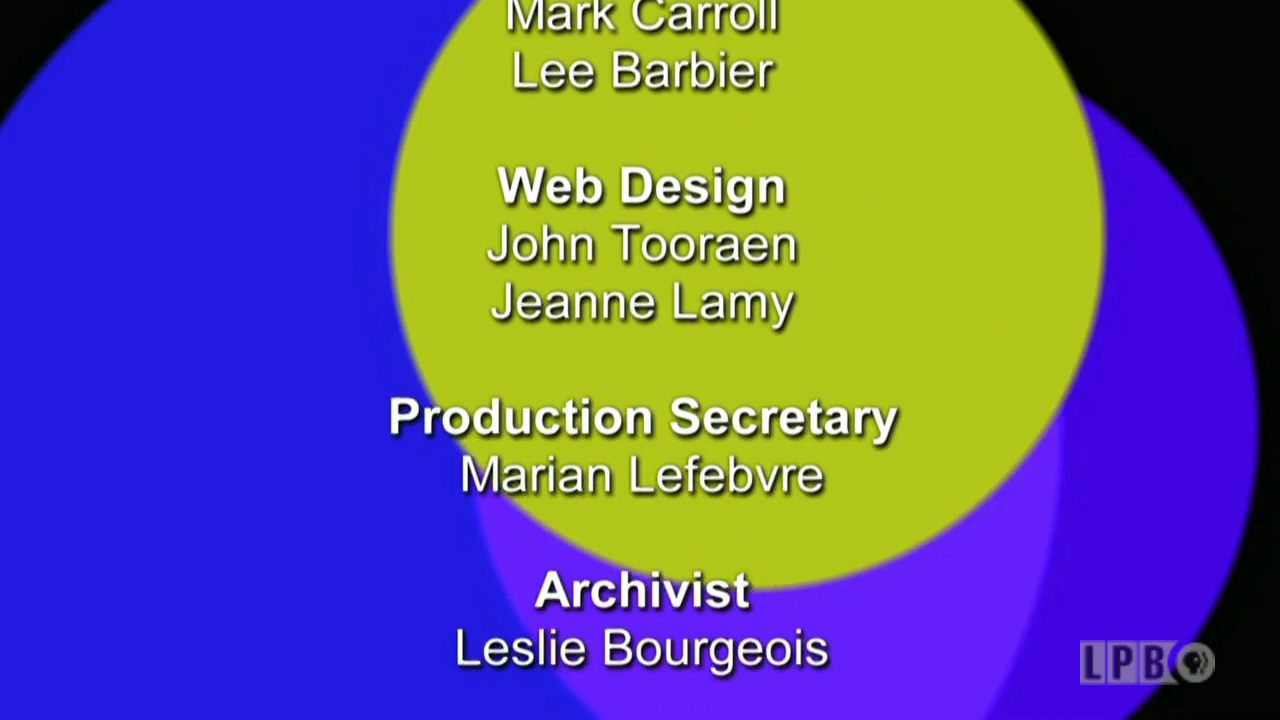 Mark Carroll
Lee Barbier
Web Design
John Tooraen
Jeanne Lamy
Production Secretary
Marian Lefebvre
Archivist
Leslie Bourgeois
LPB